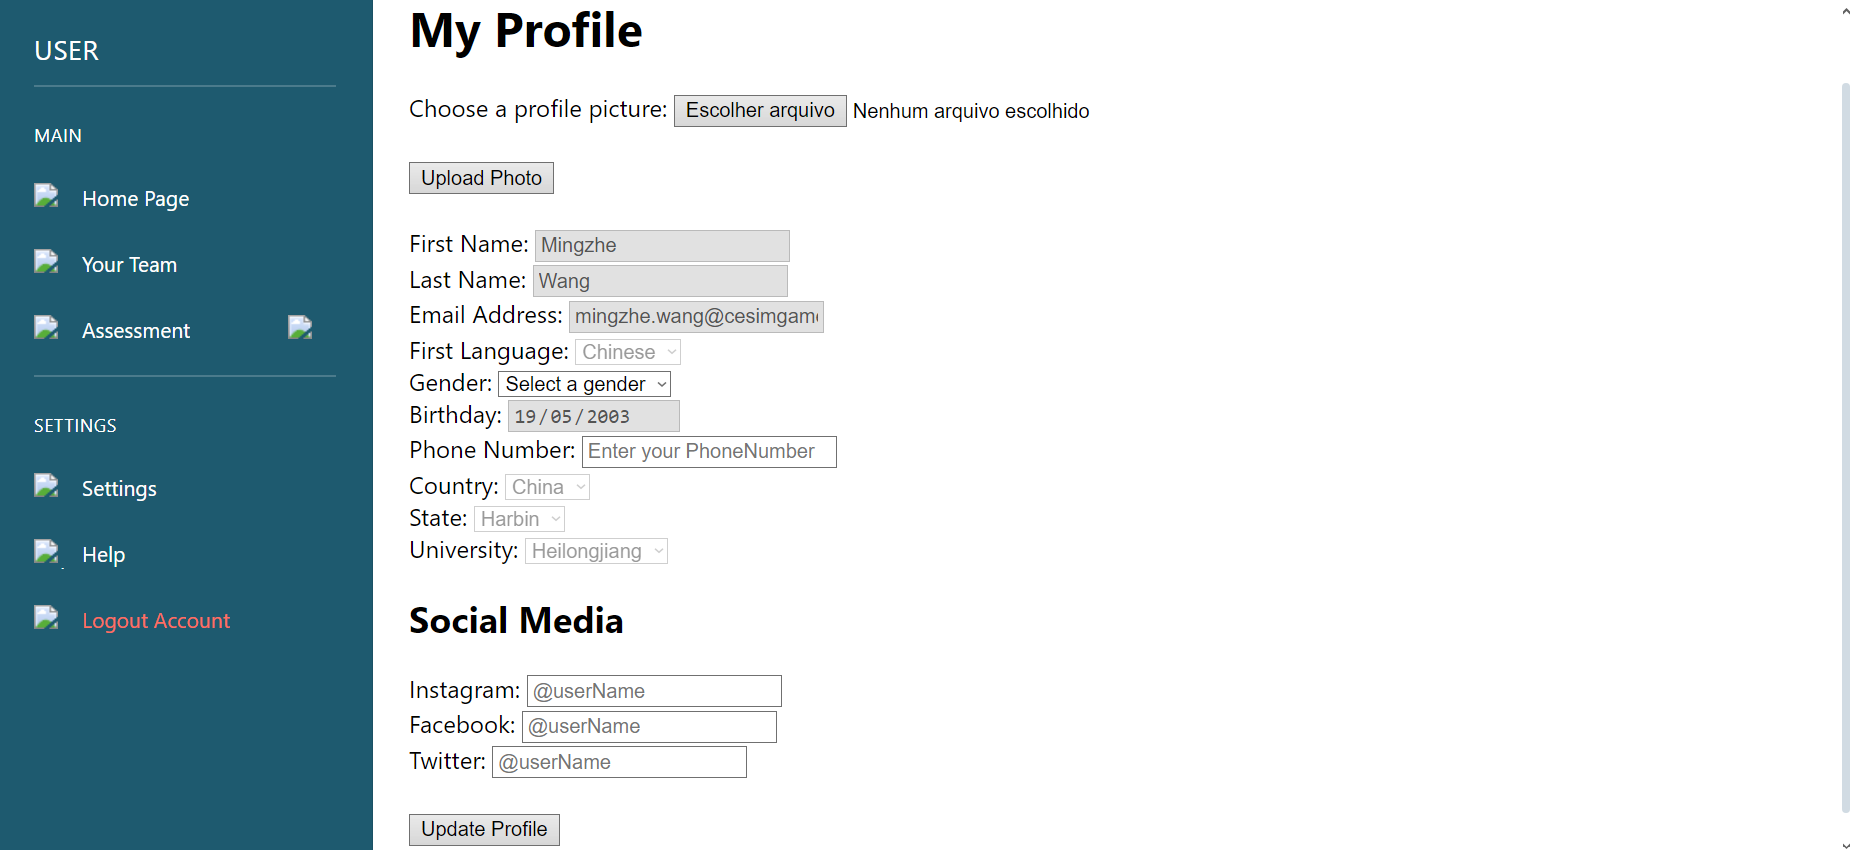 USER
MAIN
Home Page
Your Team
Assessment
SETTINGS
Settings
Help
Logout Account
My Profile
Choose a profile picture: Escolher arquivo Nenhum arquivo escolhido
Upload Photo
First Name: Mingzhe
Last Name: Wang
Email Address: mingzhe.wang@cesimgam
First Language: Chinese
Gender: Select a gender
Birthday: 19/05/2003
Phone Number: Enter your PhoneNumber
Country: China
State: Harbin
University: Heilongjiang
Social Media
Instagram: @userName
Facebook: @userName
Twitter: @userName
Update Profile